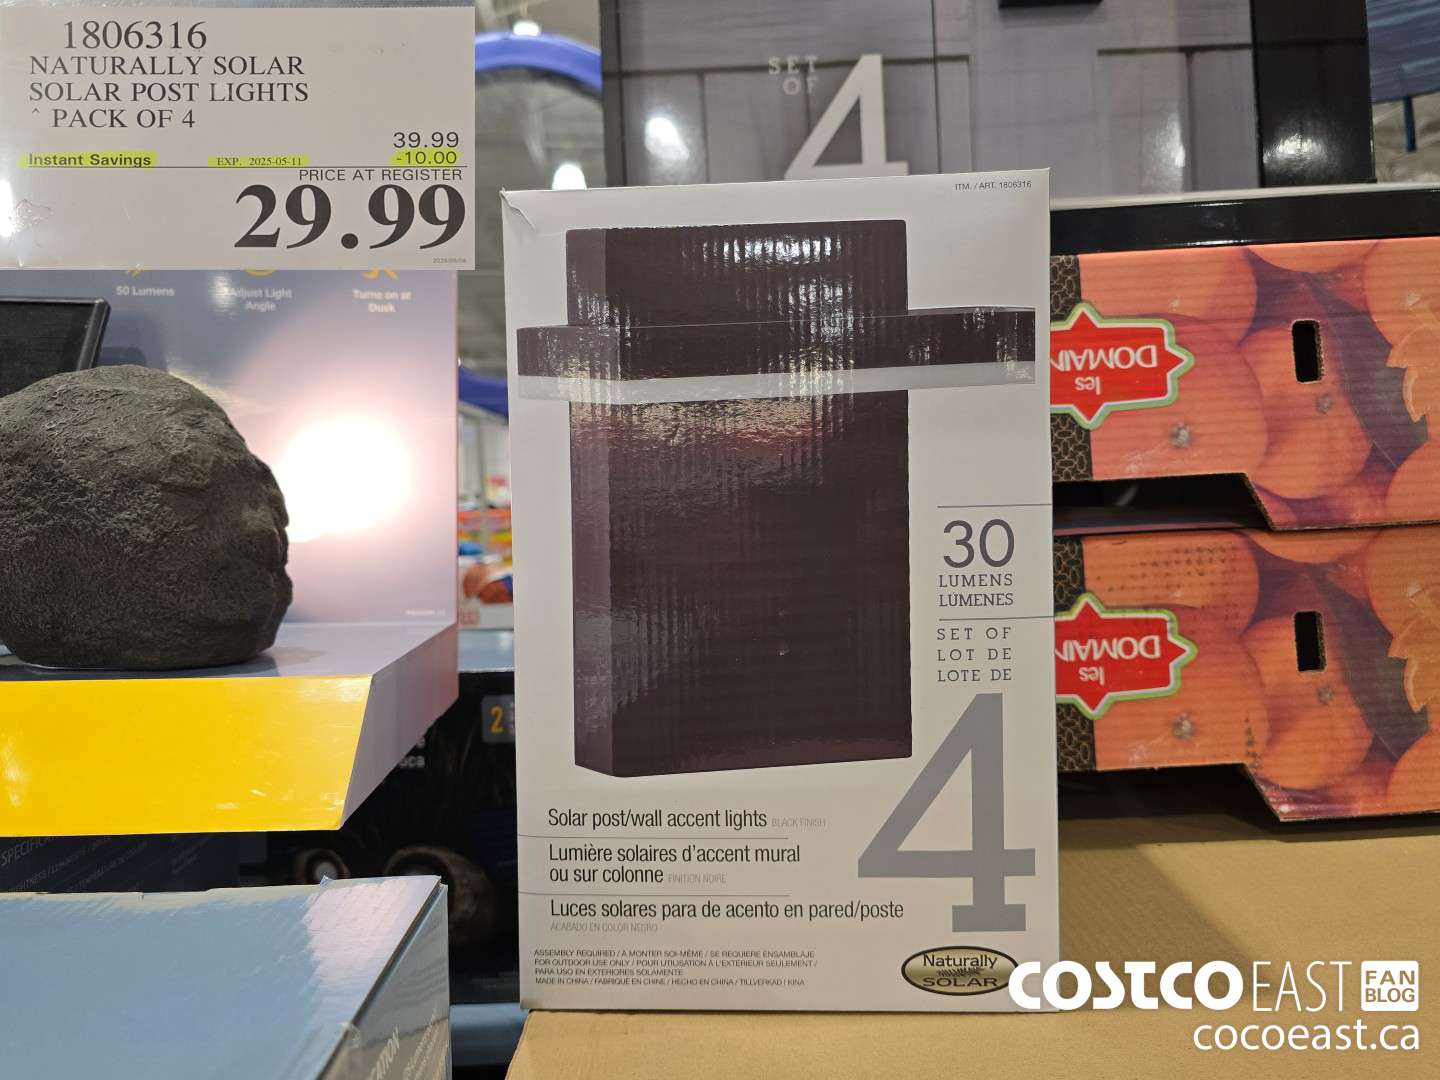 1806316
NATURALLY SOLAR
SOLAR POST LIGHTS
^ PACK OF 4
39.99
Instant Savings EXP. 2025-05-11 -10.00
PRICE AT REGISTER
29.99
SET
OF
4
ITM. / ART. 1806316
50 Lumens
Adjust Light
Angle
Turns on at
Dusk
les
DOMAIN
les
DOMAIN
30
LUMENS
LUMENES
SET OF
LOT DE
LOTE DE
4
2
Solar post/wall accent lights BLACK FINISH
Lumière solaires d'accent mural
ou sur colonne FINITION NOIRE
Luces solares para de acento en pared/poste
ACABADO EN COLOR NEGRO
ASSEMBLY REQUIRED / À MONTER SOI-MÊME / SE REQUIERE ENSAMBLAJE
FOR OUTDOOR USE ONLY / POUR UTILISATION À L'EXTÉRIEUR SEULEMENT /
PARA USO EN EXTERIORES SOLAMENTE
MADE IN CHINA / FABRIQUÉ EN CHINE / HECHO EN CHINA / TILLVERKAD I KINA
Naturally
SOLAR
COSTCO EAST FAN
BLOG
cocoeast.ca